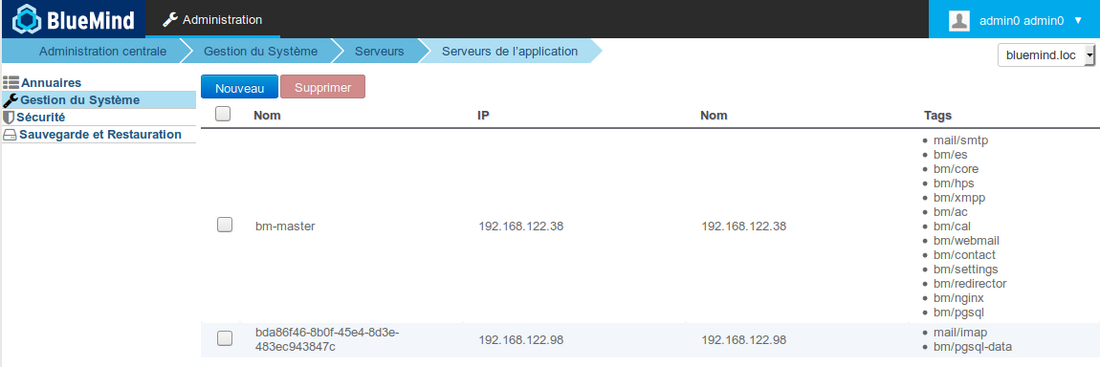 BlueMind Administration admin0 admin0 ▼
Administration centrale Gestion du Système Serveurs Serveurs de l'application bluemind.loc
Annuaires
Gestion du Système
Sécurité
Sauvegarde et Restauration
Nouveau Supprimer
Nom IP Nom Tags
bm-master 192.168.122.38 192.168.122.38
• mail/smtp
• bm/es
• bm/core
• bm/hps
• bm/xmpp
• bm/ac
• bm/cal
• bm/webmail
• bm/contact
• bm/settings
• bm/redirector
• bm/nginx
• bm/pgsql
bda86f46-8b0f-45e4-8d3e-
483ec943847c 192.168.122.98 192.168.122.98
• mail/imap
• bm/pgsql-data